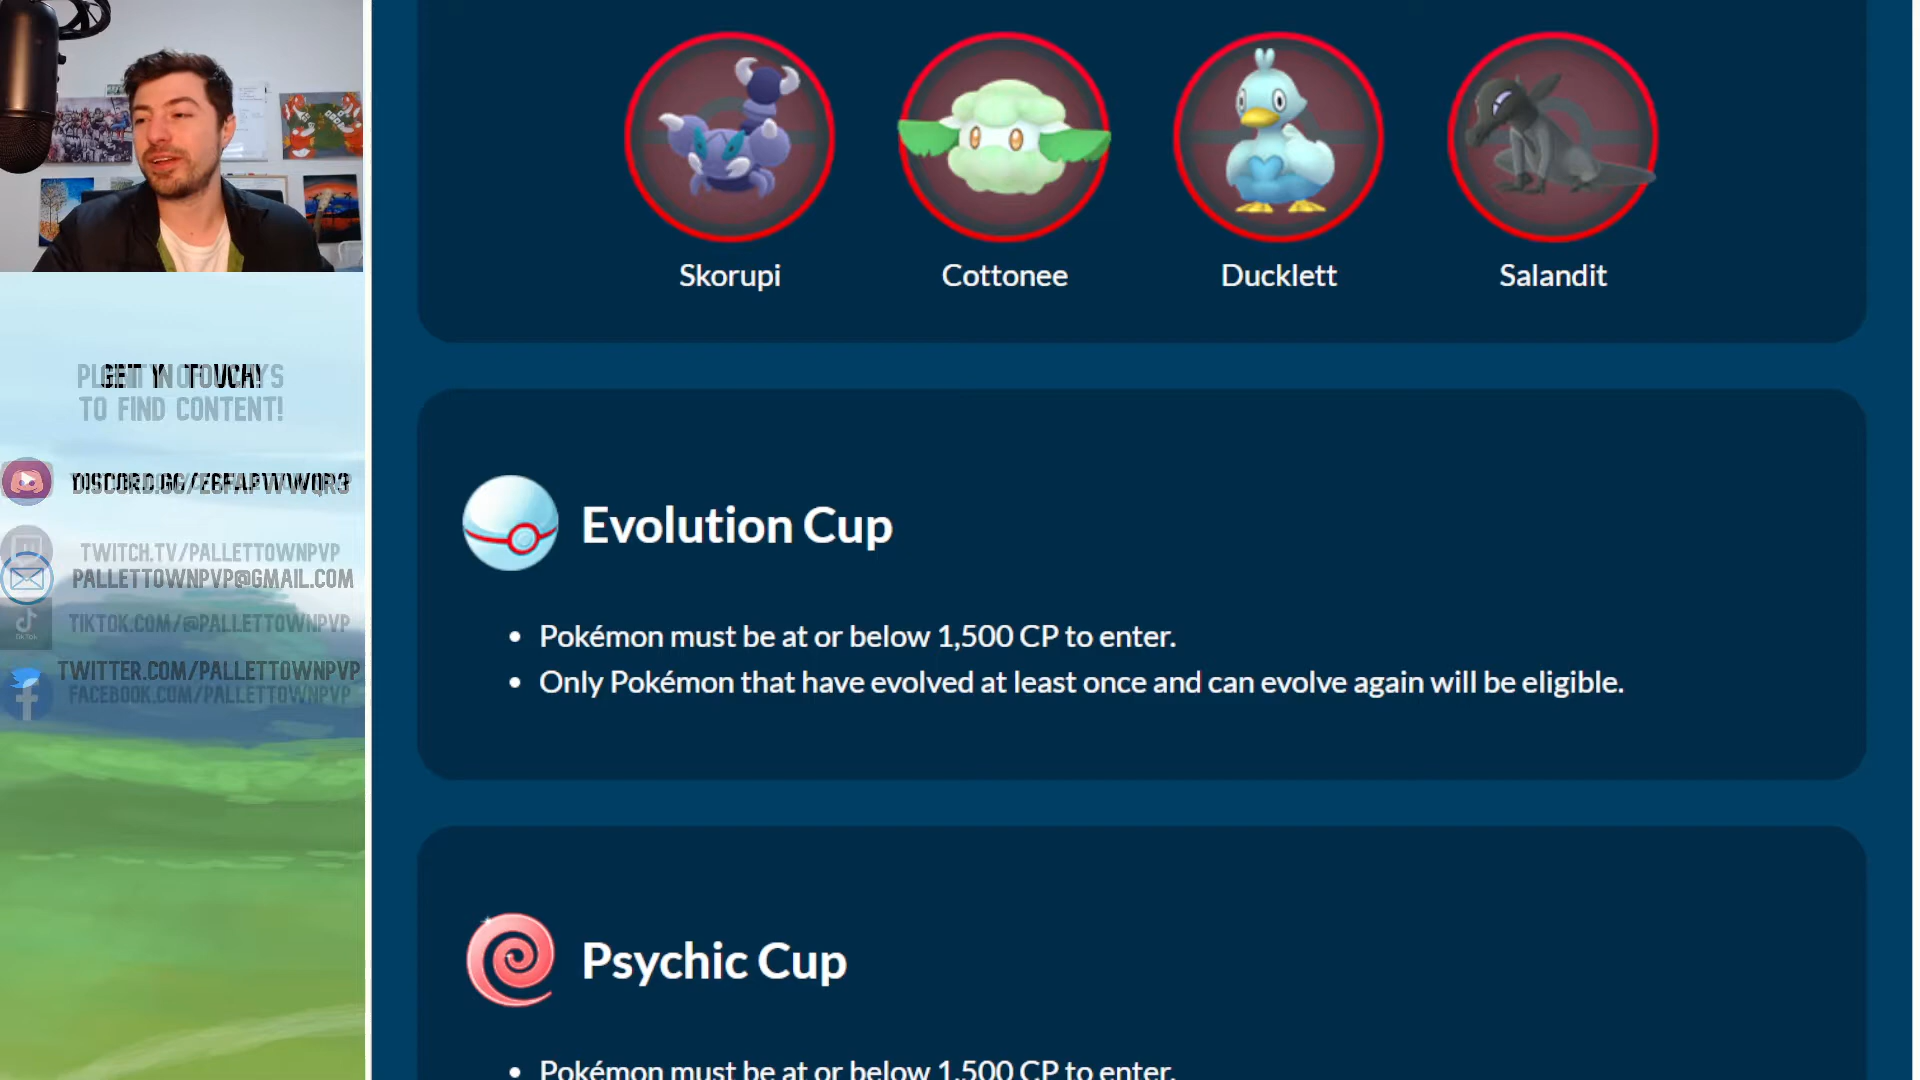 Skorupi
Cottonee
Ducklett
Salandit
GET IN TOUCH!
TO FIND CONTENT!
TWITCH.TV/PALLETTOWNPVP
PALLETTOWNPVP@GMAIL.COM
TIKTOK.COM/@PALLETTOWNPVP
TWITTER.COM/PALLETTOWNPVP
FACEBOOK.COM/PALLETTOWNPVP
Evolution Cup
• Pokémon must be at or below 1,500 CP to enter.
• Only Pokémon that have evolved at least once and can evolve again will be eligible.
Psychic Cup
• Pokémon must be at or below 1,500 CP to enter.